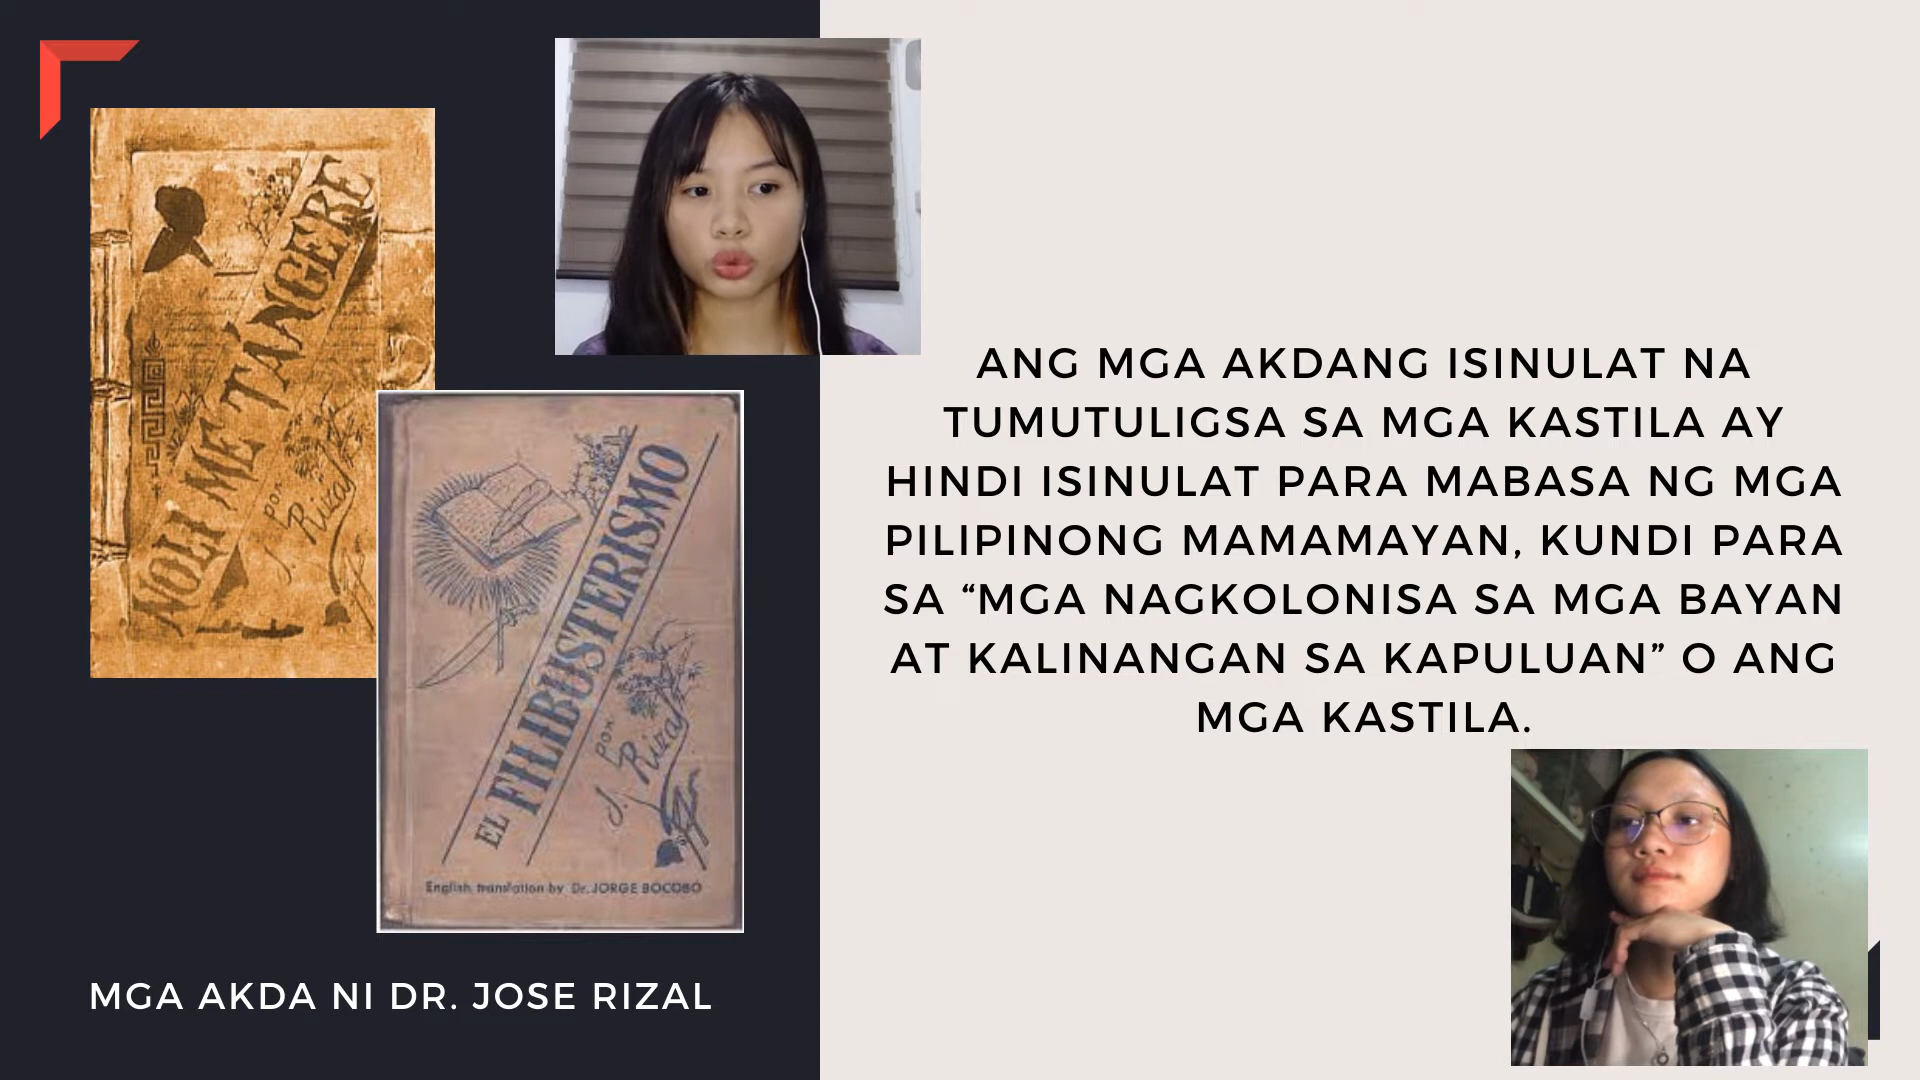 NOLI ME TÁNGERE
por
J. Rizal
EL FILIBUSTERISMO
por
J. Rizal
English translation by Dr. JORGE BOCOBO
MGA AKDA NI DR. JOSE RIZAL
ANG MGA AKDANG ISINULAT NA
TUMUTULIGSA SA MGA KASTILA AY
HINDI ISINULAT PARA MABASA NG MGA
PILIPINONG MAMAMAYAN, KUNDI PARA
SA “MGA NAGKOLONISA SA MGA BAYAN
AT KALINANGAN SA KAPULUAN” O ANG
MGA KASTILA.